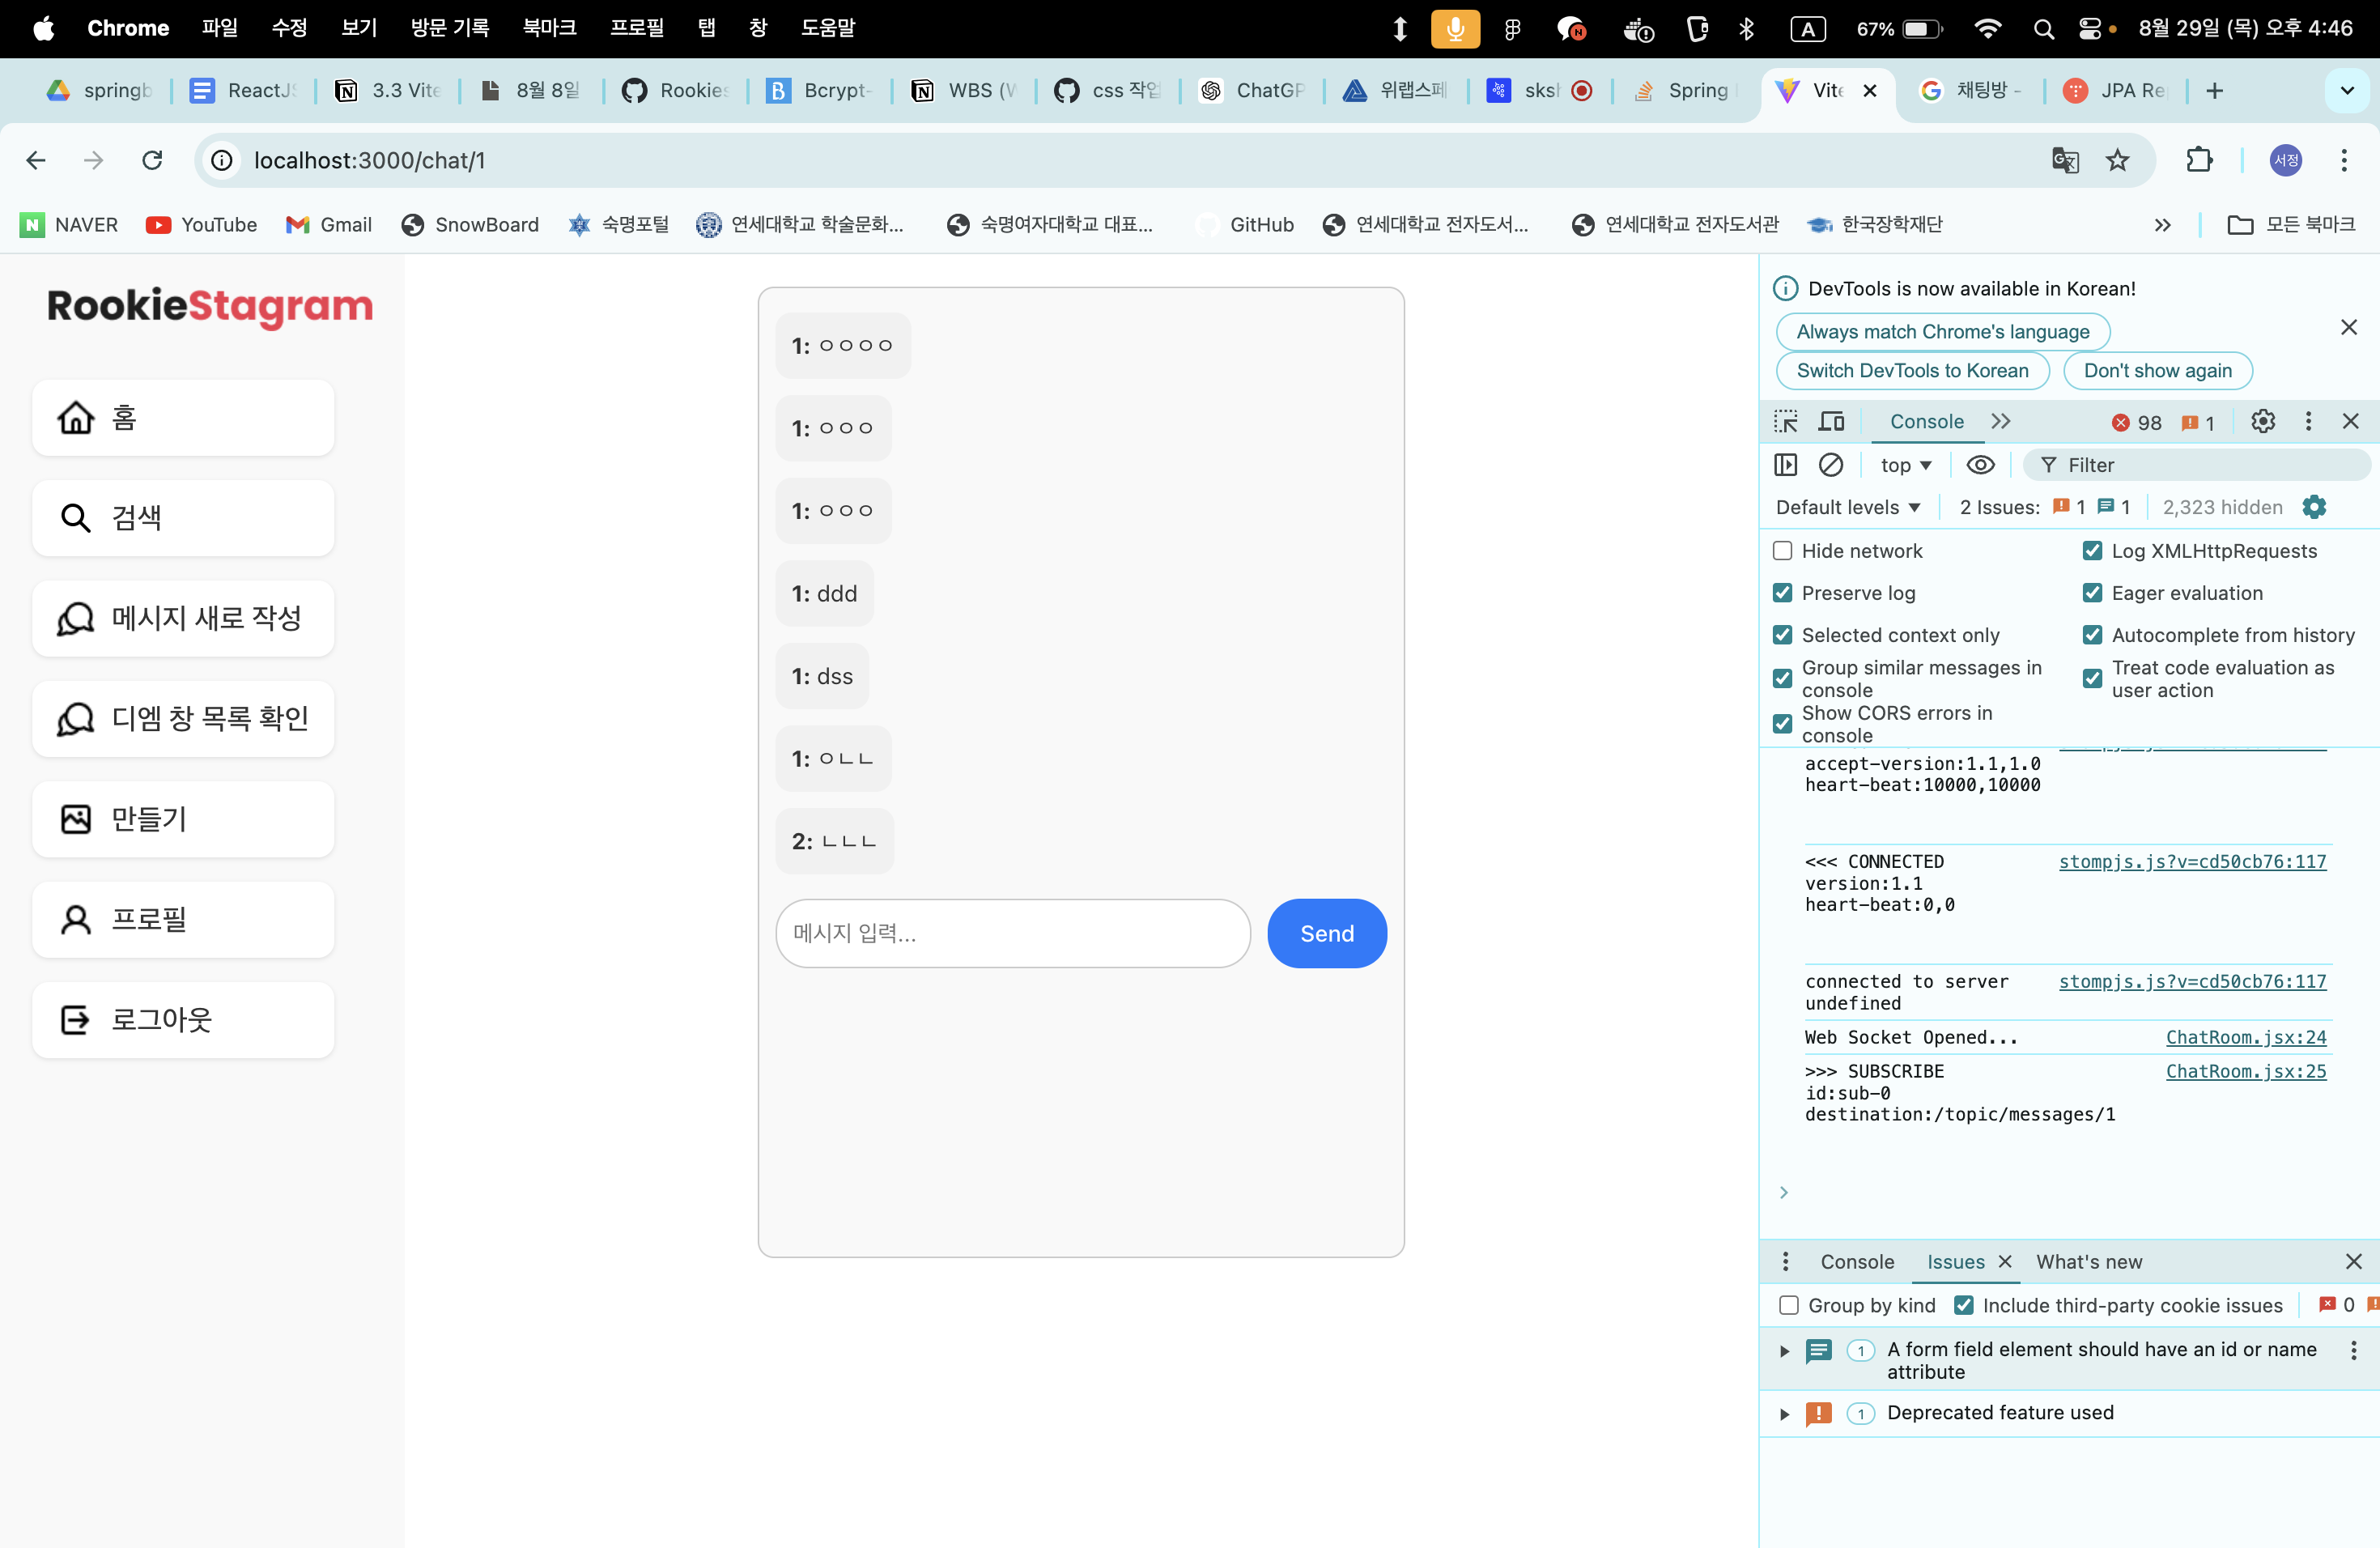 Chrome 파일 수정 보기 방문 기록 북마크 프로필 탭 창 도움말 A 67% 8월 29일 (목) 오후 4:46
springb ReactJS 3.3 Vite 8월 8일 Rookies Bcrypt- WBS (W css 작업 ChatGP 위랩스페 sksh Spring Vite 채팅방 - JPA Re
localhost:3000/chat/1 서정
NAVER YouTube Gmail SnowBoard 숙명포털 연세대학교 학술문화... 숙명여자대학교 대표... GitHub 연세대학교 전자도서... 연세대학교 전자도서관 한국장학재단 모든 북마크
RookieStagram
홈
검색
메시지 새로 작성
디엠 창 목록 확인
만들기
프로필
로그아웃
1: ㅇㅇㅇㅇ
1: ㅇㅇㅇ
1: ㅇㅇㅇ
1: ddd
1: dss
1: ㅇㄴㄴ
2: ㄴㄴㄴ
메시지 입력...
Send
DevTools is now available in Korean!
Always match Chrome's language
Switch DevTools to Korean Don't show again
Console 98 1
top Filter
Default levels 2 Issues: 1 1 2,323 hidden
Hide network Log XMLHttpRequests
Preserve log Eager evaluation
Selected context only Autocomplete from history
Group similar messages in console Treat code evaluation as user action
Show CORS errors in console
accept-version:1.1,1.0
heart-beat:10000,10000
<<< CONNECTED stompjs.js?v=cd50cb76:117
version:1.1
heart-beat:0,0
connected to server stompjs.js?v=cd50cb76:117
undefined
Web Socket Opened... ChatRoom.jsx:24
>>> SUBSCRIBE ChatRoom.jsx:25
id:sub-0
destination:/topic/messages/1
Console Issues What's new
Group by kind Include third-party cookie issues 0
1 A form field element should have an id or name
attribute
1 Deprecated feature used